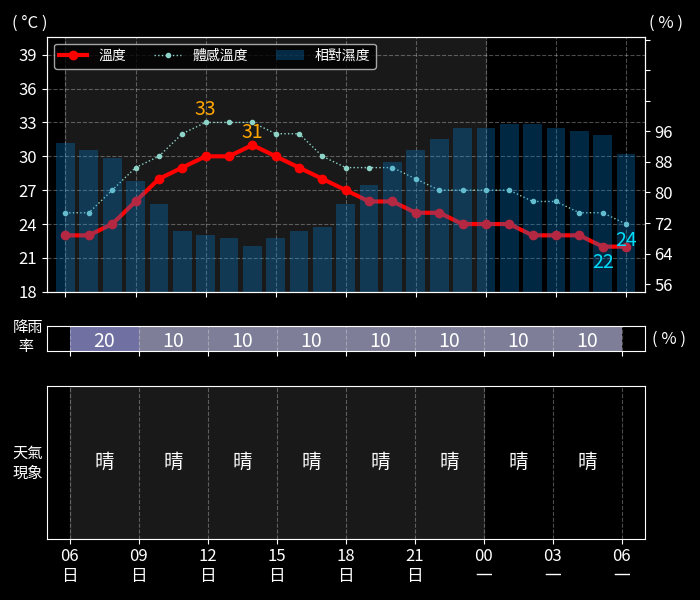 ( °C )
( % )
溫度
體感溫度
相對濕度
39
36
33
30
27
24
21
18
96
88
80
72
64
56
33
31
24
22
降雨
率
20 10 10 10 10 10 10 10
( % )
天氣
現象
晴 晴 晴 晴 晴 晴 晴 晴
06 09 12 15 18 21 00 03 06
日 日 日 日 日 日 一 一 一